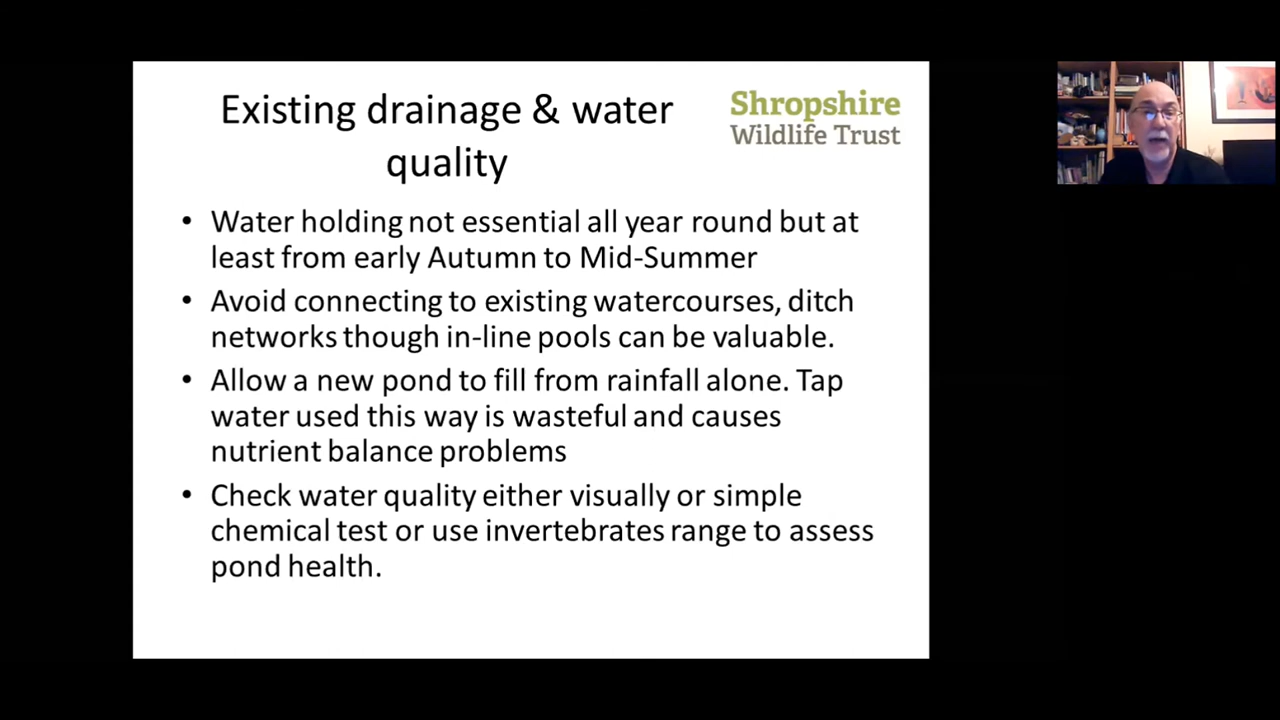 Existing drainage & water
quality
Shropshire
Wildlife Trust
• Water holding not essential all year round but at
least from early Autumn to Mid-Summer
• Avoid connecting to existing watercourses, ditch
networks though in-line pools can be valuable.
• Allow a new pond to fill from rainfall alone. Tap
water used this way is wasteful and causes
nutrient balance problems
• Check water quality either visually or simple
chemical test or use invertebrates range to assess
pond health.